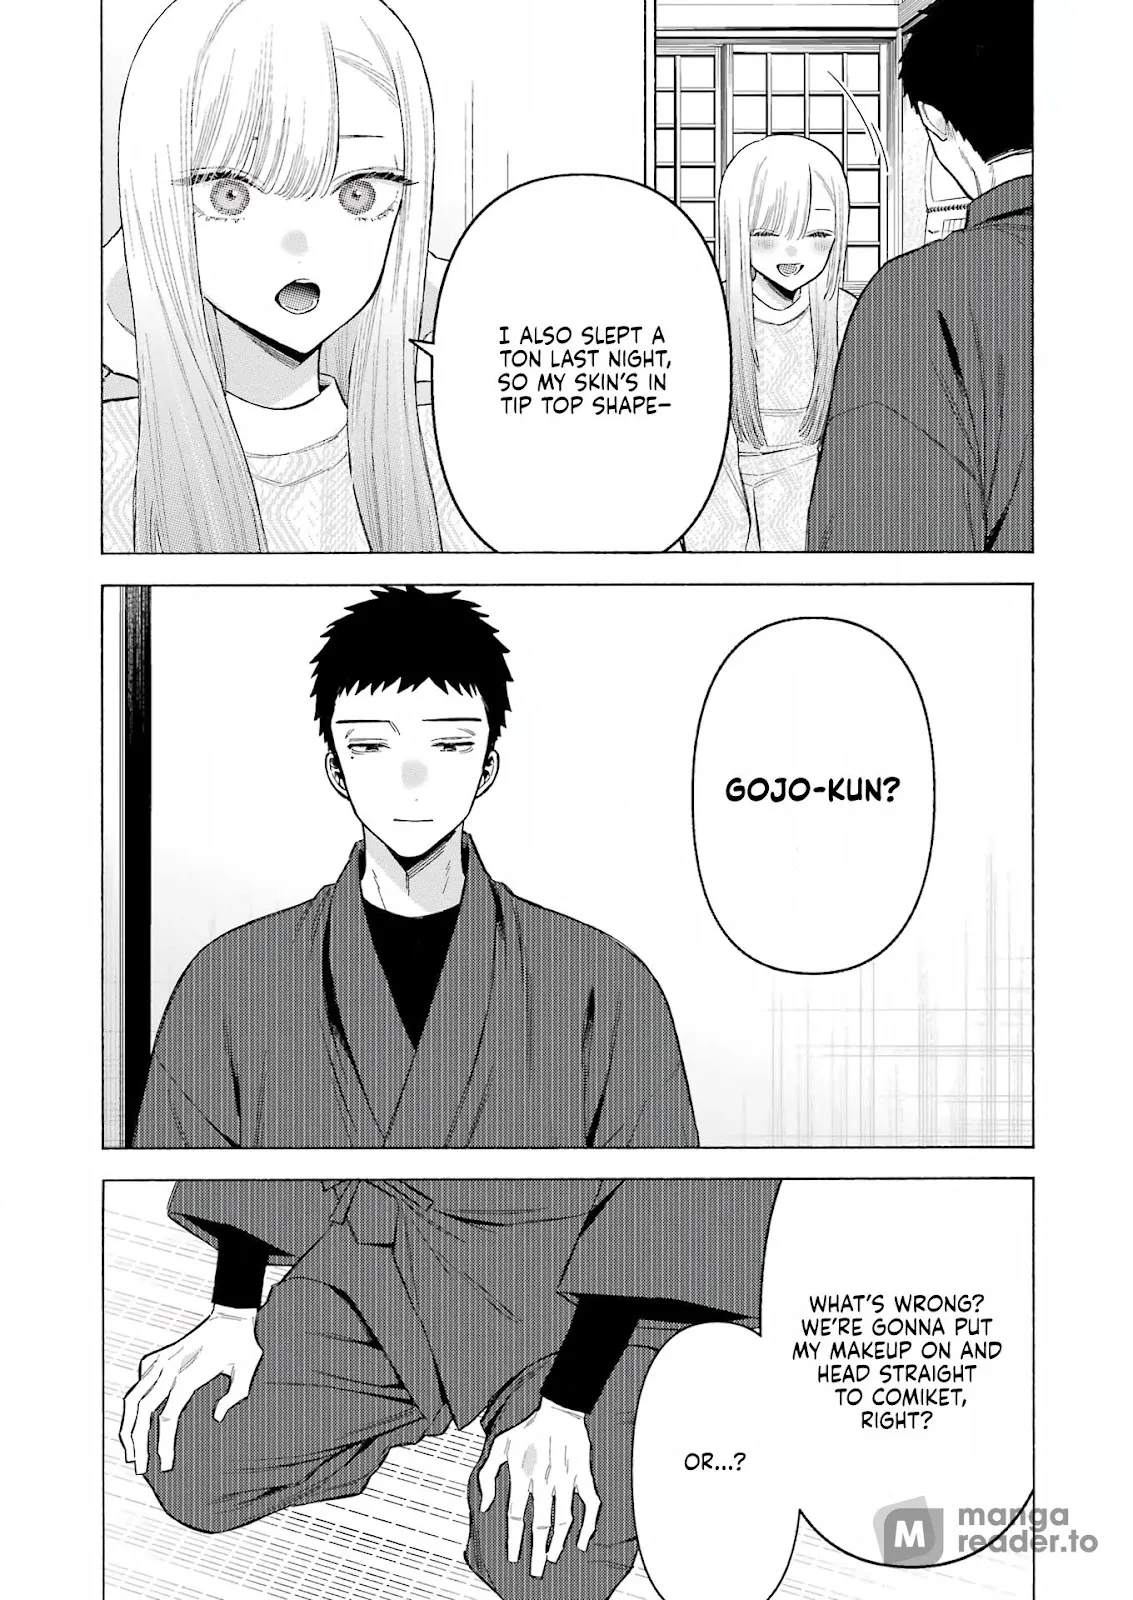 I ALSO SLEPT A
TON LAST NIGHT,
SO MY SKIN'S IN
TIP TOP SHAPE–
GOJO-KUN?
WHAT'S WRONG?
WE'RE GONNA PUT
MY MAKEUP ON AND
HEAD STRAIGHT
TO COMIKET,
RIGHT?
OR...?
M manga
reader.to